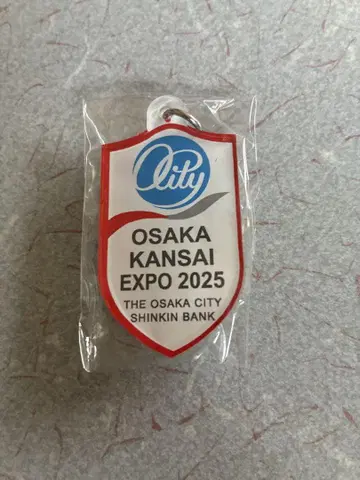 City
OSAKA
KANSAI
EXPO 2025
THE OSAKA CITY
SHINKIN BANK